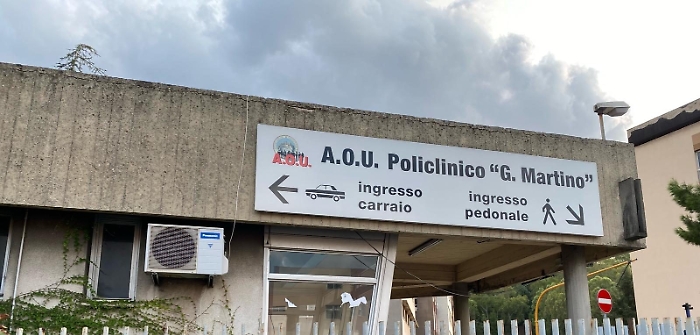 A.O.U.
A.O.U. Policlinico "G. Martino"
ingresso
carraio
ingresso
pedonale
Panasonic